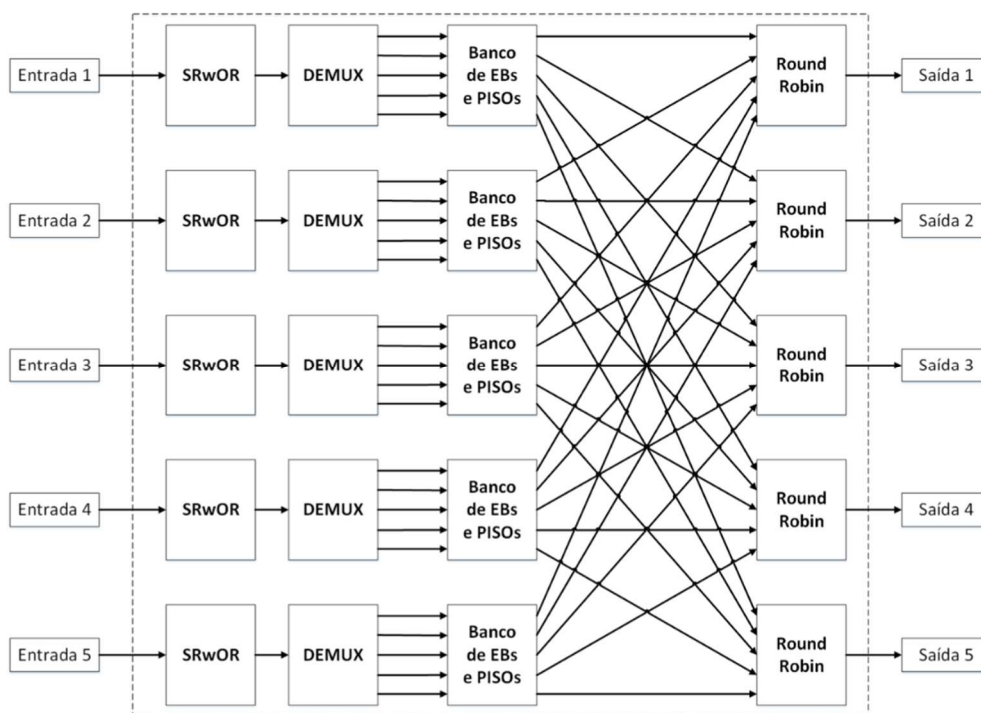 Entrada 1
SRwOR
DEMUX
Banco
de EBs
e PISOs
Round
Robin
Saída 1
Entrada 2
SRwOR
DEMUX
Banco
de EBs
e PISOs
Round
Robin
Saída 2
Entrada 3
SRwOR
DEMUX
Banco
de EBs
e PISOs
Round
Robin
Saída 3
Entrada 4
SRwOR
DEMUX
Banco
de EBs
e PISOs
Round
Robin
Saída 4
Entrada 5
SRwOR
DEMUX
Banco
de EBs
e PISOs
Round
Robin
Saída 5